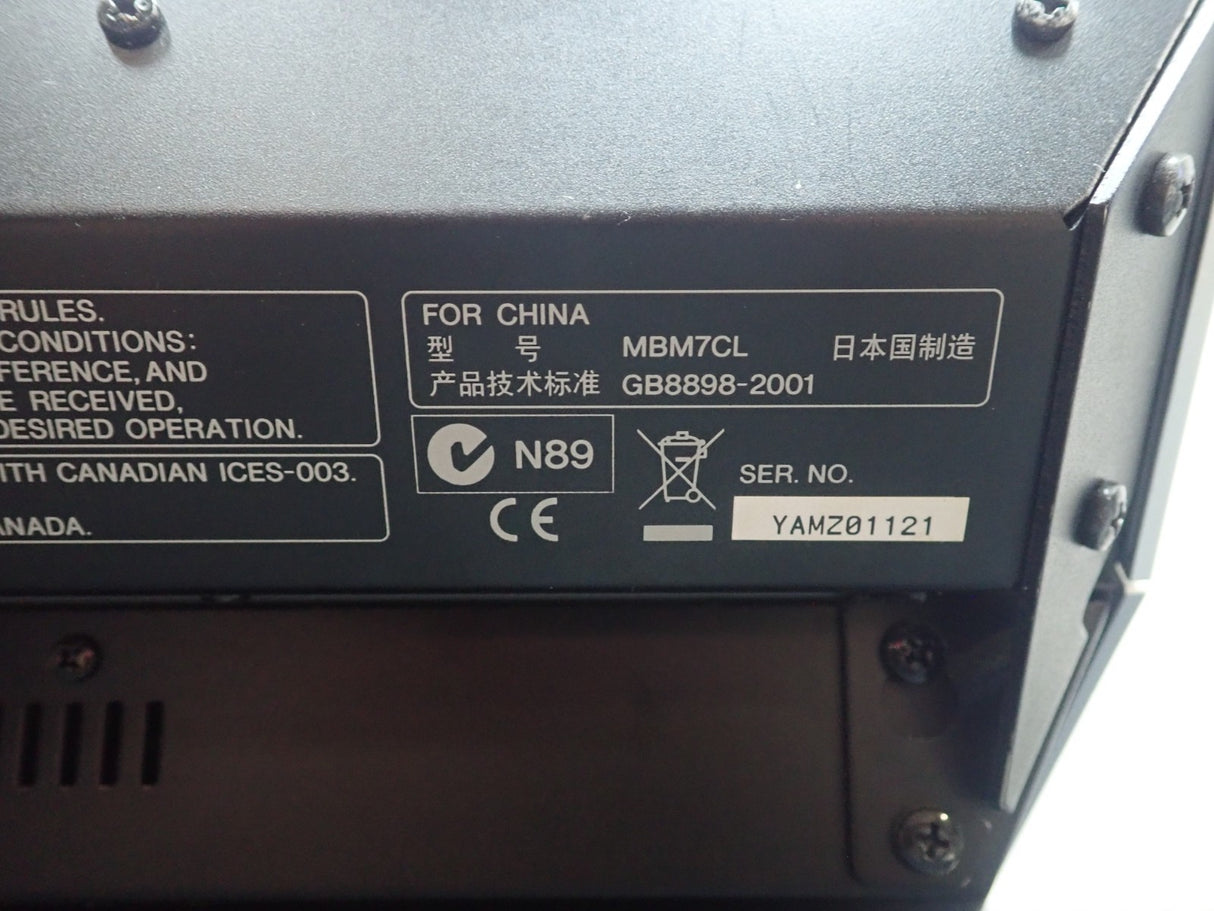 RULES.
CONDITIONS:
FERENCE, AND
E RECEIVED,
DESIRED OPERATION.
ITH CANADIAN ICES-003.
ANADA.
FOR CHINA
型 号 MBM7CL 日本国制造
产品技术标准 GB8898-2001
N89
CE
SER. NO.
YAMZ01121